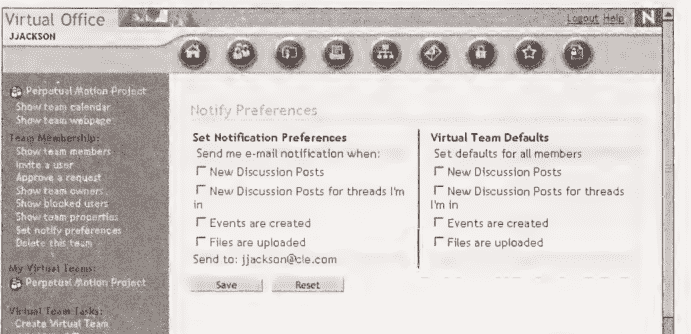 Virtual Office
Logout Help N
JJACKSON
Perpetual Motion Project
Show team calendar
Show team webpage
Team Membership:
Show team members
Invite a user
Approve a request
Show team owners
Show blocked users
Show team properties
Set notify preferences
Delete this team
My Virtual Teams:
Perpetual Motion Project
Virtual Team Tasks:
Create Virtual Team
Notify Preferences
Set Notification Preferences
Send me e-mail notification when:
New Discussion Posts
New Discussion Posts for threads I'm
in
Events are created
Files are uploaded
Send to: jjackson@cle.com
Save Reset
Virtual Team Defaults
Set defaults for all members
New Discussion Posts
New Discussion Posts for threads
I'm in
Events are created
Files are uploaded